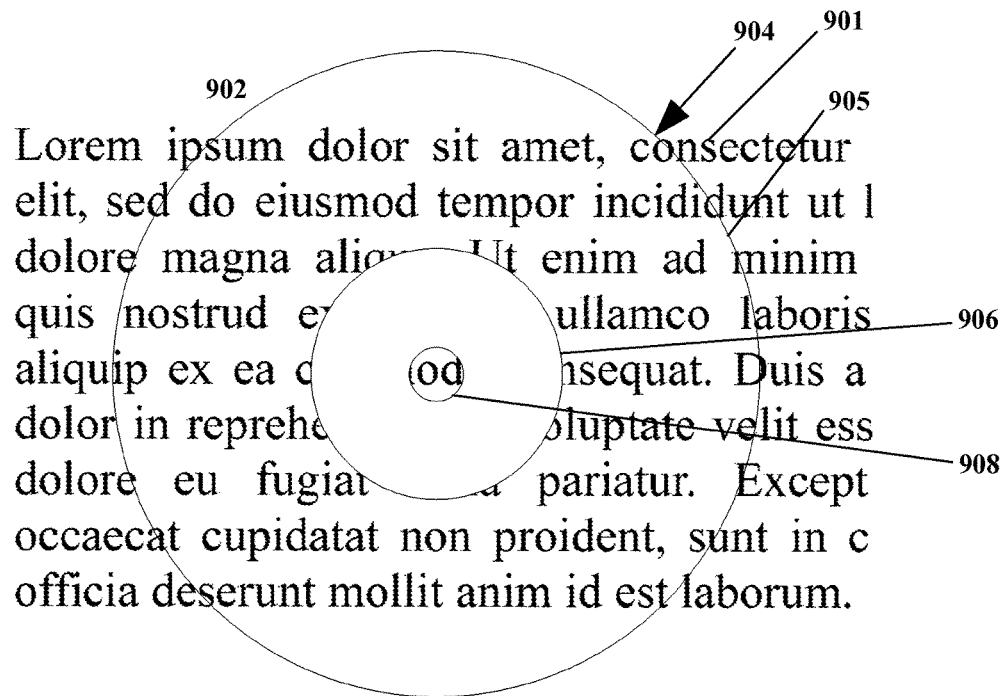 901
904
902
905
Lorem ipsum dolor sit amet, consectetur
elit, sed do eiusmod tempor incididunt ut l
dolore magna aliqu Ut enim ad minim
quis nostrud ex ullamco laboris
906
aliquip ex ea c od nsequat. Duis a
dolor in reprehe oluptate velit ess
908
dolore eu fugiat a pariatur. Except
occaecat cupidatat non proident, sunt in c
officia deserunt mollit anim id est laborum.